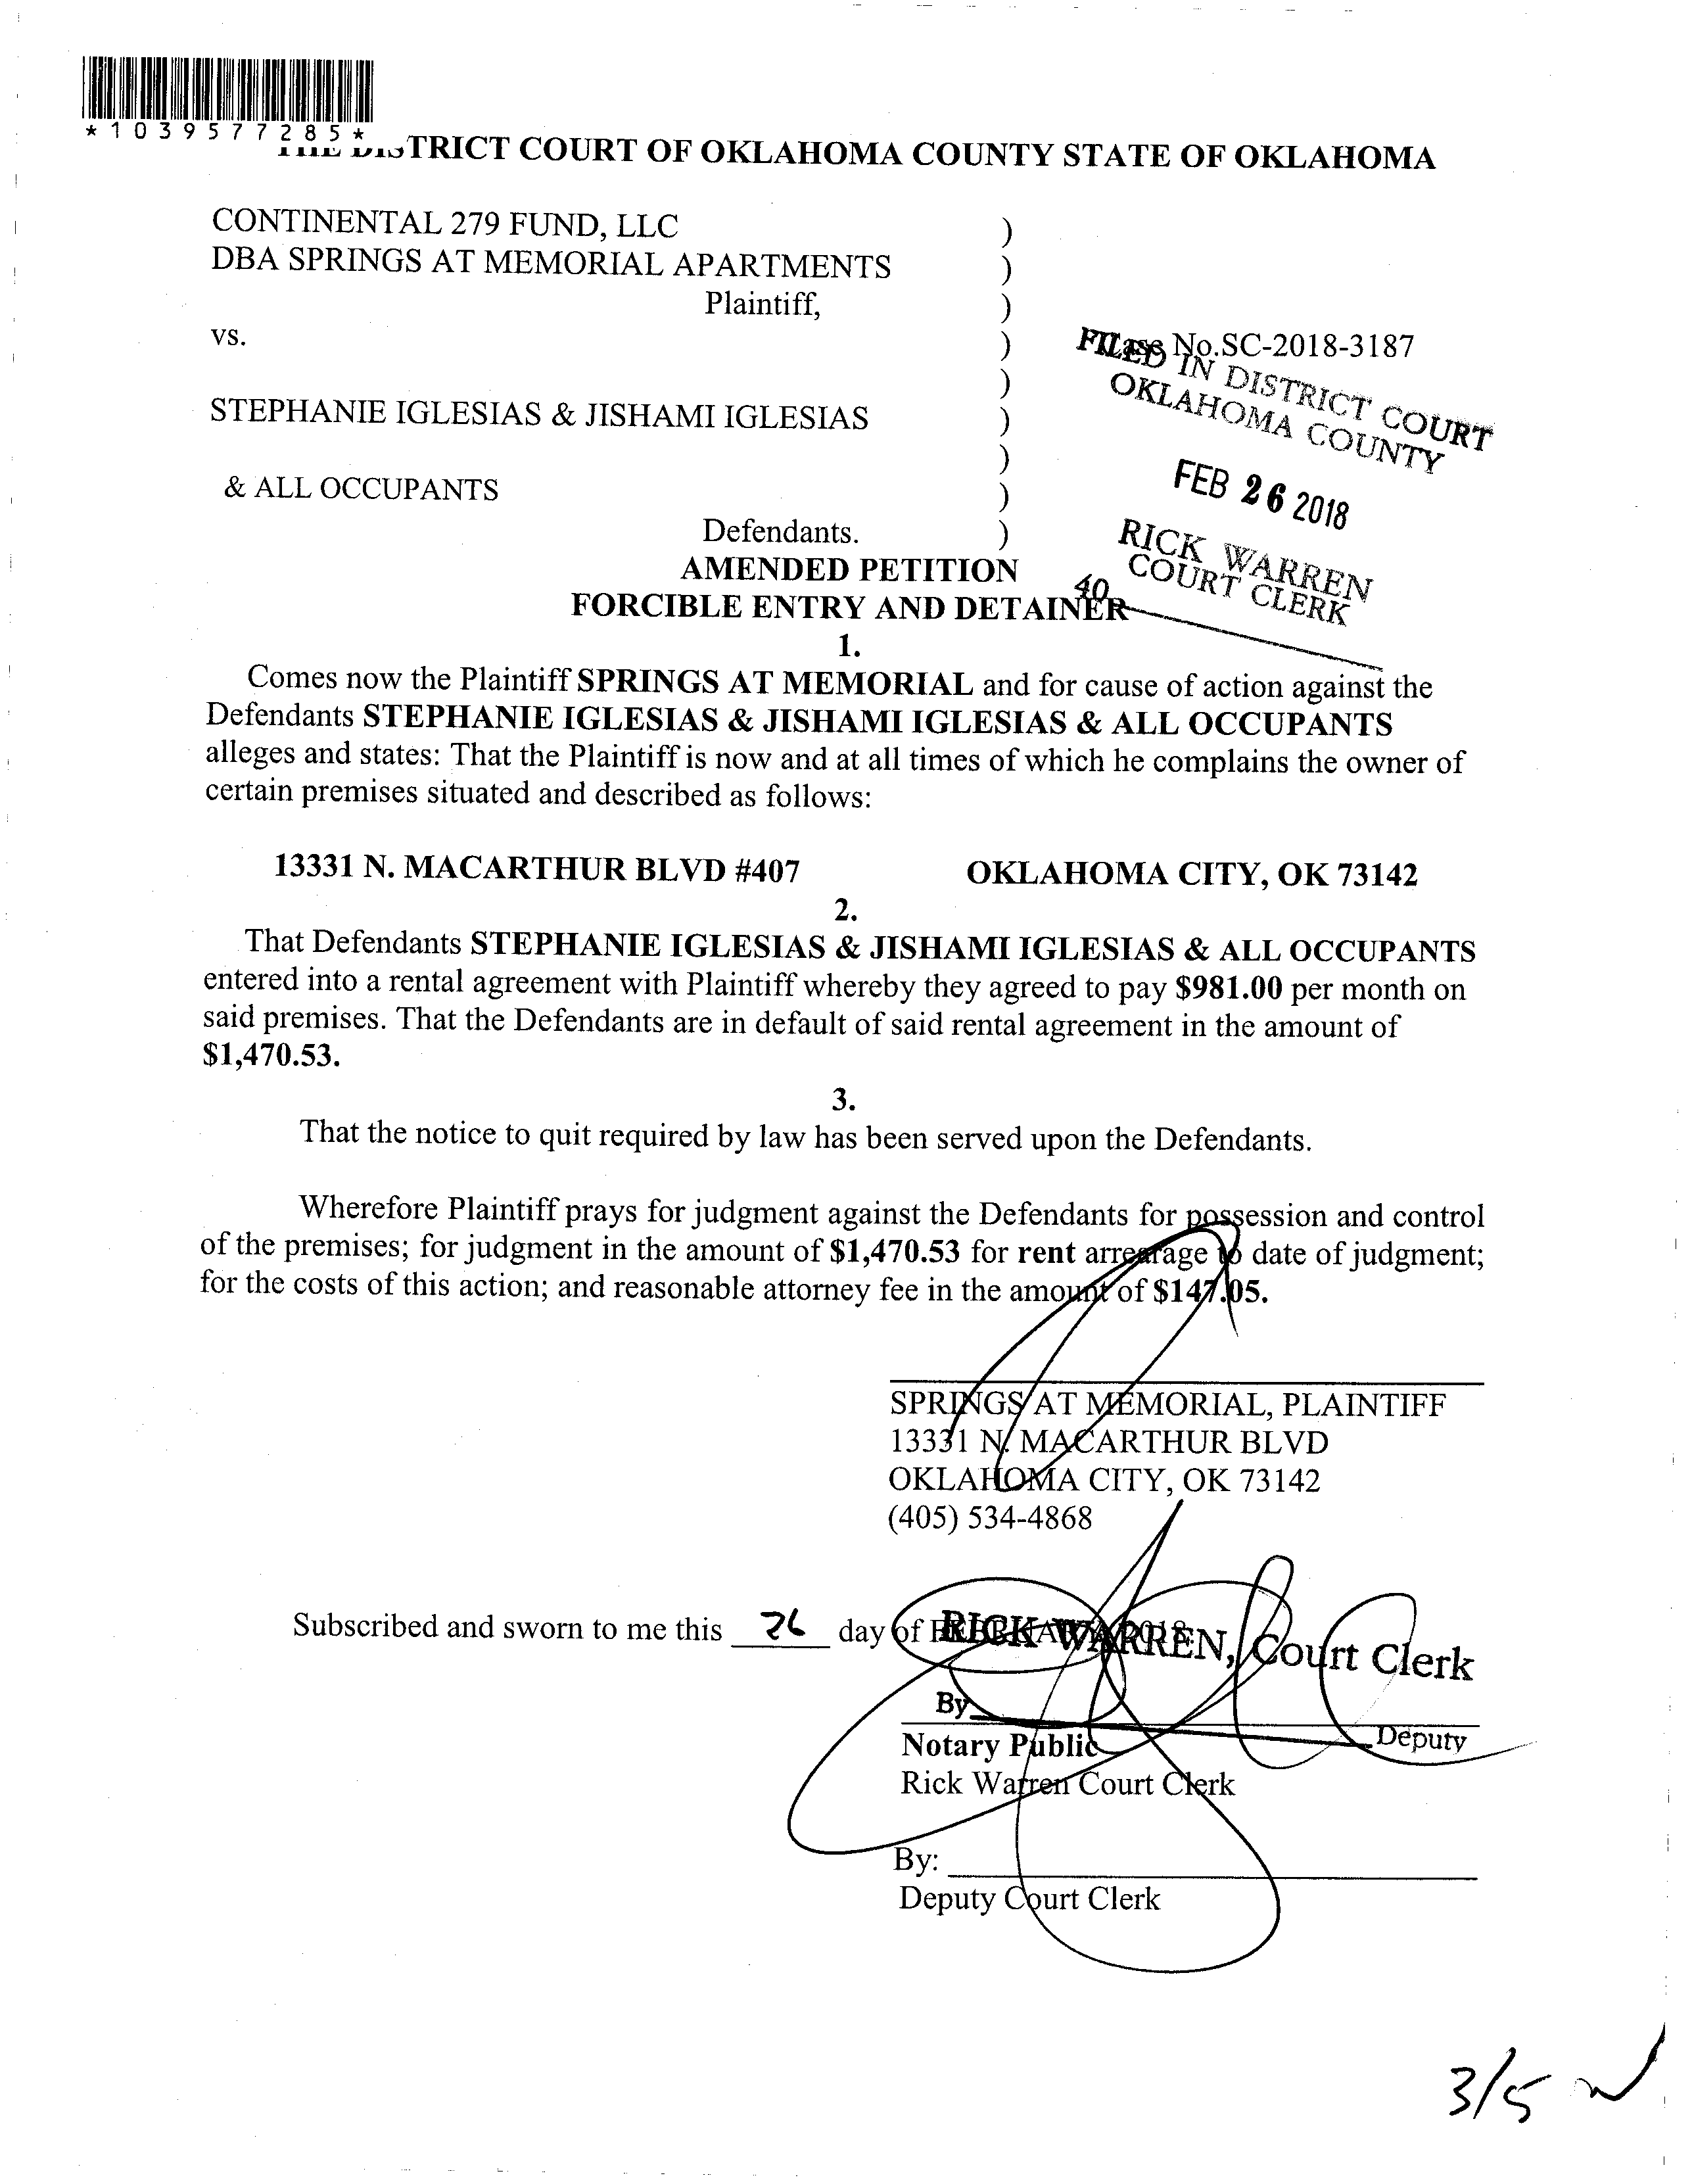 *1039577285*
THE DISTRICT COURT OF OKLAHOMA COUNTY STATE OF OKLAHOMA
CONTINENTAL 279 FUND, LLC )
DBA SPRINGS AT MEMORIAL APARTMENTS )
Plaintiff, )
vs. ) Case No.SC-2018-3187
)
STEPHANIE IGLESIAS & JISHAMI IGLESIAS )
)
& ALL OCCUPANTS )
Defendants. )
FILED IN DISTRICT COURT
OKLAHOMA COUNTY
FEB 26 2018
RICK WARREN
COURT CLERK
40
AMENDED PETITION
FORCIBLE ENTRY AND DETAINER
1.
Comes now the Plaintiff SPRINGS AT MEMORIAL and for cause of action against the
Defendants STEPHANIE IGLESIAS & JISHAMI IGLESIAS & ALL OCCUPANTS
alleges and states: That the Plaintiff is now and at all times of which he complains the owner of
certain premises situated and described as follows:
13331 N. MACARTHUR BLVD #407 OKLAHOMA CITY, OK 73142
2.
That Defendants STEPHANIE IGLESIAS & JISHAMI IGLESIAS & ALL OCCUPANTS
entered into a rental agreement with Plaintiff whereby they agreed to pay $981.00 per month on
said premises. That the Defendants are in default of said rental agreement in the amount of
$1,470.53.
3.
That the notice to quit required by law has been served upon the Defendants.
Wherefore Plaintiff prays for judgment against the Defendants for possession and control
of the premises; for judgment in the amount of $1,470.53 for rent arrearage to date of judgment;
for the costs of this action; and reasonable attorney fee in the amount of $147.05.
SPRINGS AT MEMORIAL, PLAINTIFF
13331 N. MACARTHUR BLVD
OKLAHOMA CITY, OK 73142
(405) 534-4868
Subscribed and sworn to me this 26 day of FEBRUARY 2018.
RICK WARREN, Court Clerk
By Deputy
Notary Public
Rick Warren Court Clerk
By:
Deputy Court Clerk
3/5